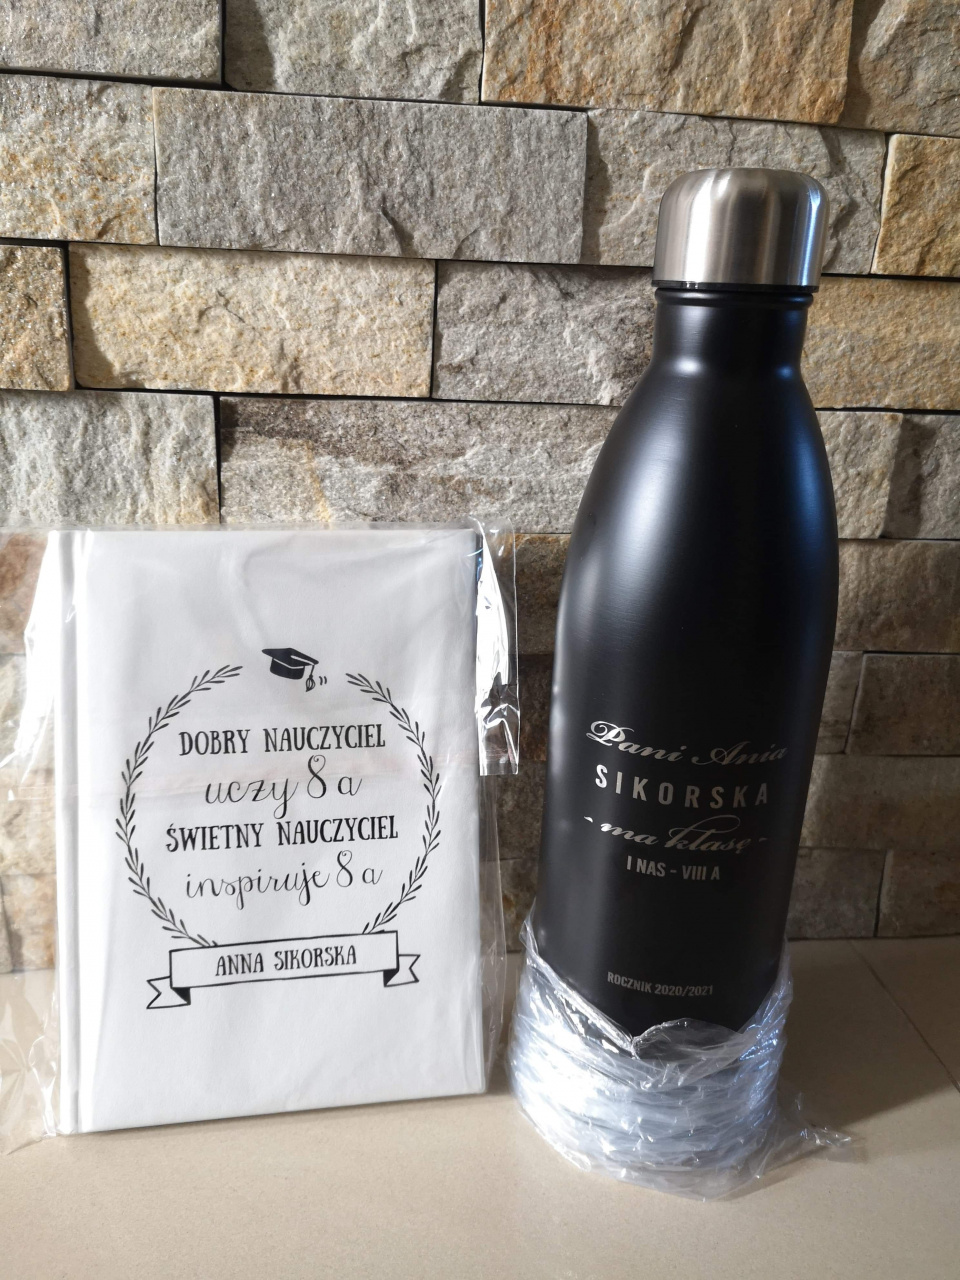 DOBRY NAUCZYCIEL
uczy 8 a
ŚWIETNY NAUCZYCIEL
inspiruje 8 a
ANNA SIKORSKA
Pani Ania
SIKORSKA
- ma klasę -
I NAS - VIII A
ROCZNIK 2020/2021